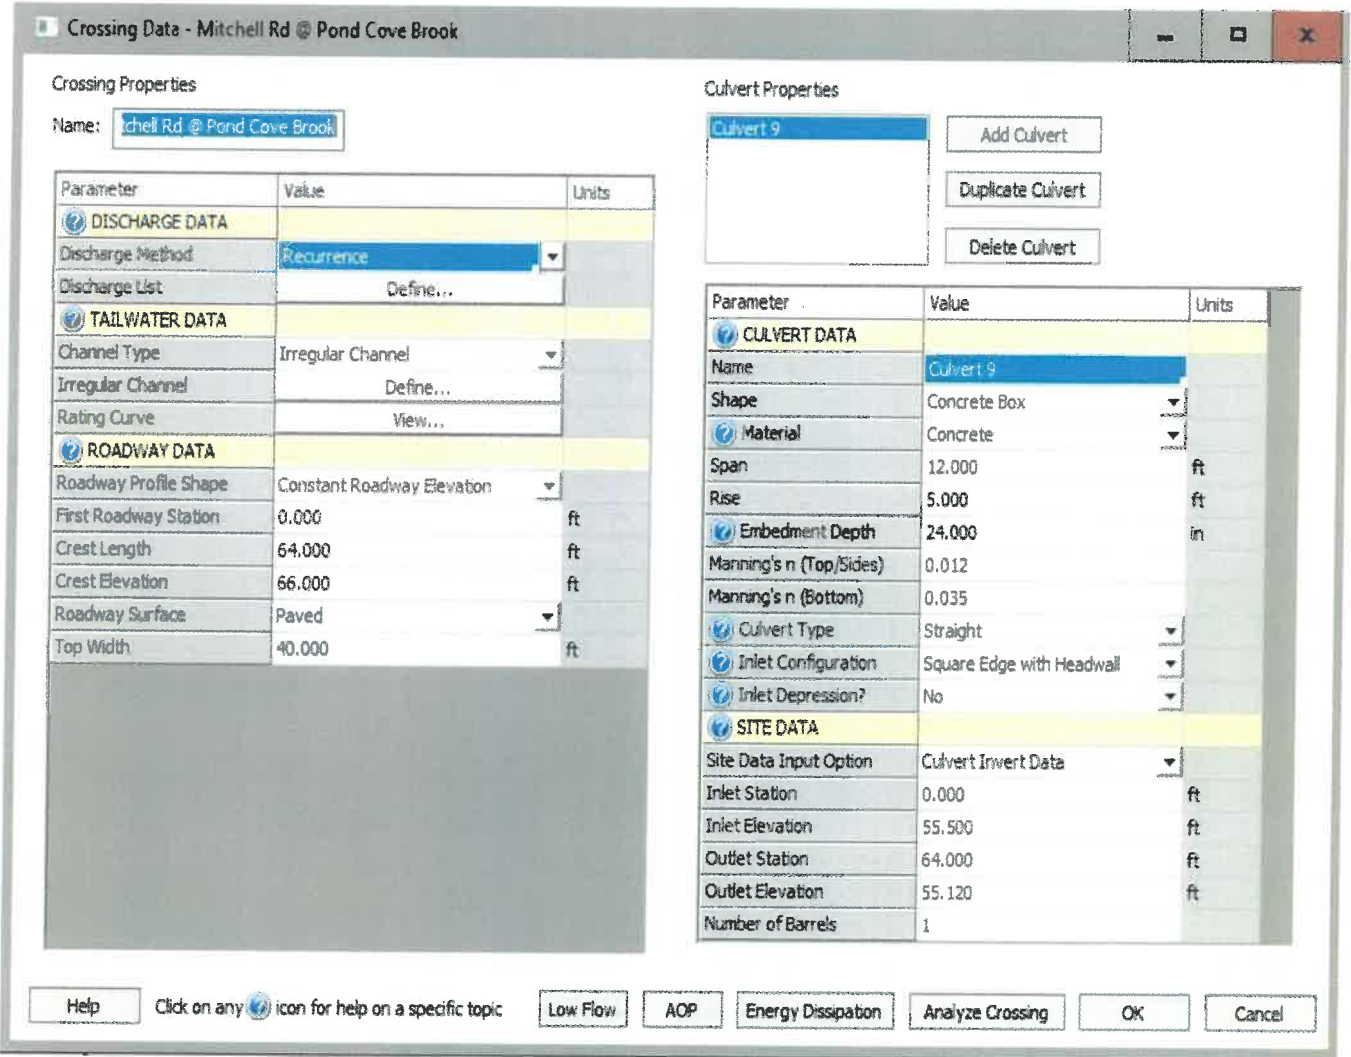 Crossing Data - Mitchell Rd @ Pond Cove Brook
Crossing Properties
Name: tchell Rd @ Pond Cove Brook
Parameter Value Units
DISCHARGE DATA
Discharge Method Recurrence
Discharge List Define...
TAILWATER DATA
Channel Type Irregular Channel
Irregular Channel Define...
Rating Curve View...
ROADWAY DATA
Roadway Profile Shape Constant Roadway Elevation
First Roadway Station 0.000 ft
Crest Length 64.000 ft
Crest Elevation 66.000 ft
Roadway Surface Paved
Top Width 40.000 ft
Culvert Properties
Culvert 9
Add Culvert
Duplicate Culvert
Delete Culvert
Parameter Value Units
CULVERT DATA
Name Culvert 9
Shape Concrete Box
Material Concrete
Span 12.000 ft
Rise 5.000 ft
Embedment Depth 24.000 in
Manning's n (Top/Sides) 0.012
Manning's n (Bottom) 0.035
Culvert Type Straight
Inlet Configuration Square Edge with Headwall
Inlet Depression? No
SITE DATA
Site Data Input Option Culvert Invert Data
Inlet Station 0.000 ft
Inlet Elevation 55.500 ft
Outlet Station 64.000 ft
Outlet Elevation 55.120 ft
Number of Barrels 1
Help Click on any ? icon for help on a specific topic Low Flow AOP Energy Dissipation Analyze Crossing OK Cancel